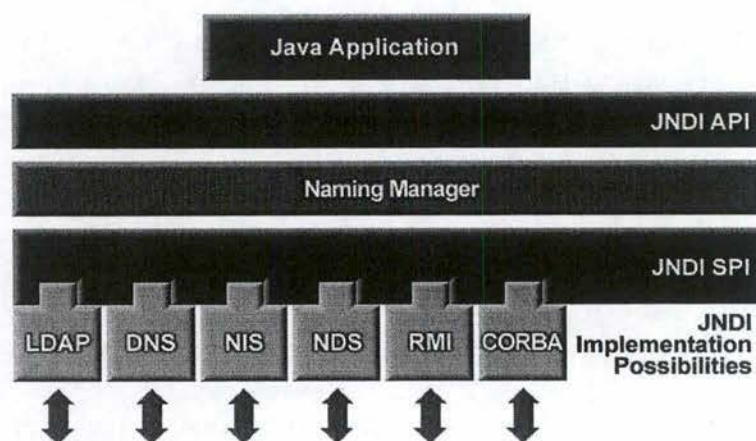 Java Application
JNDI API
Naming Manager
JNDI SPI
LDAP DNS NIS NDS RMI CORBA
JNDI
Implementation
Possibilities